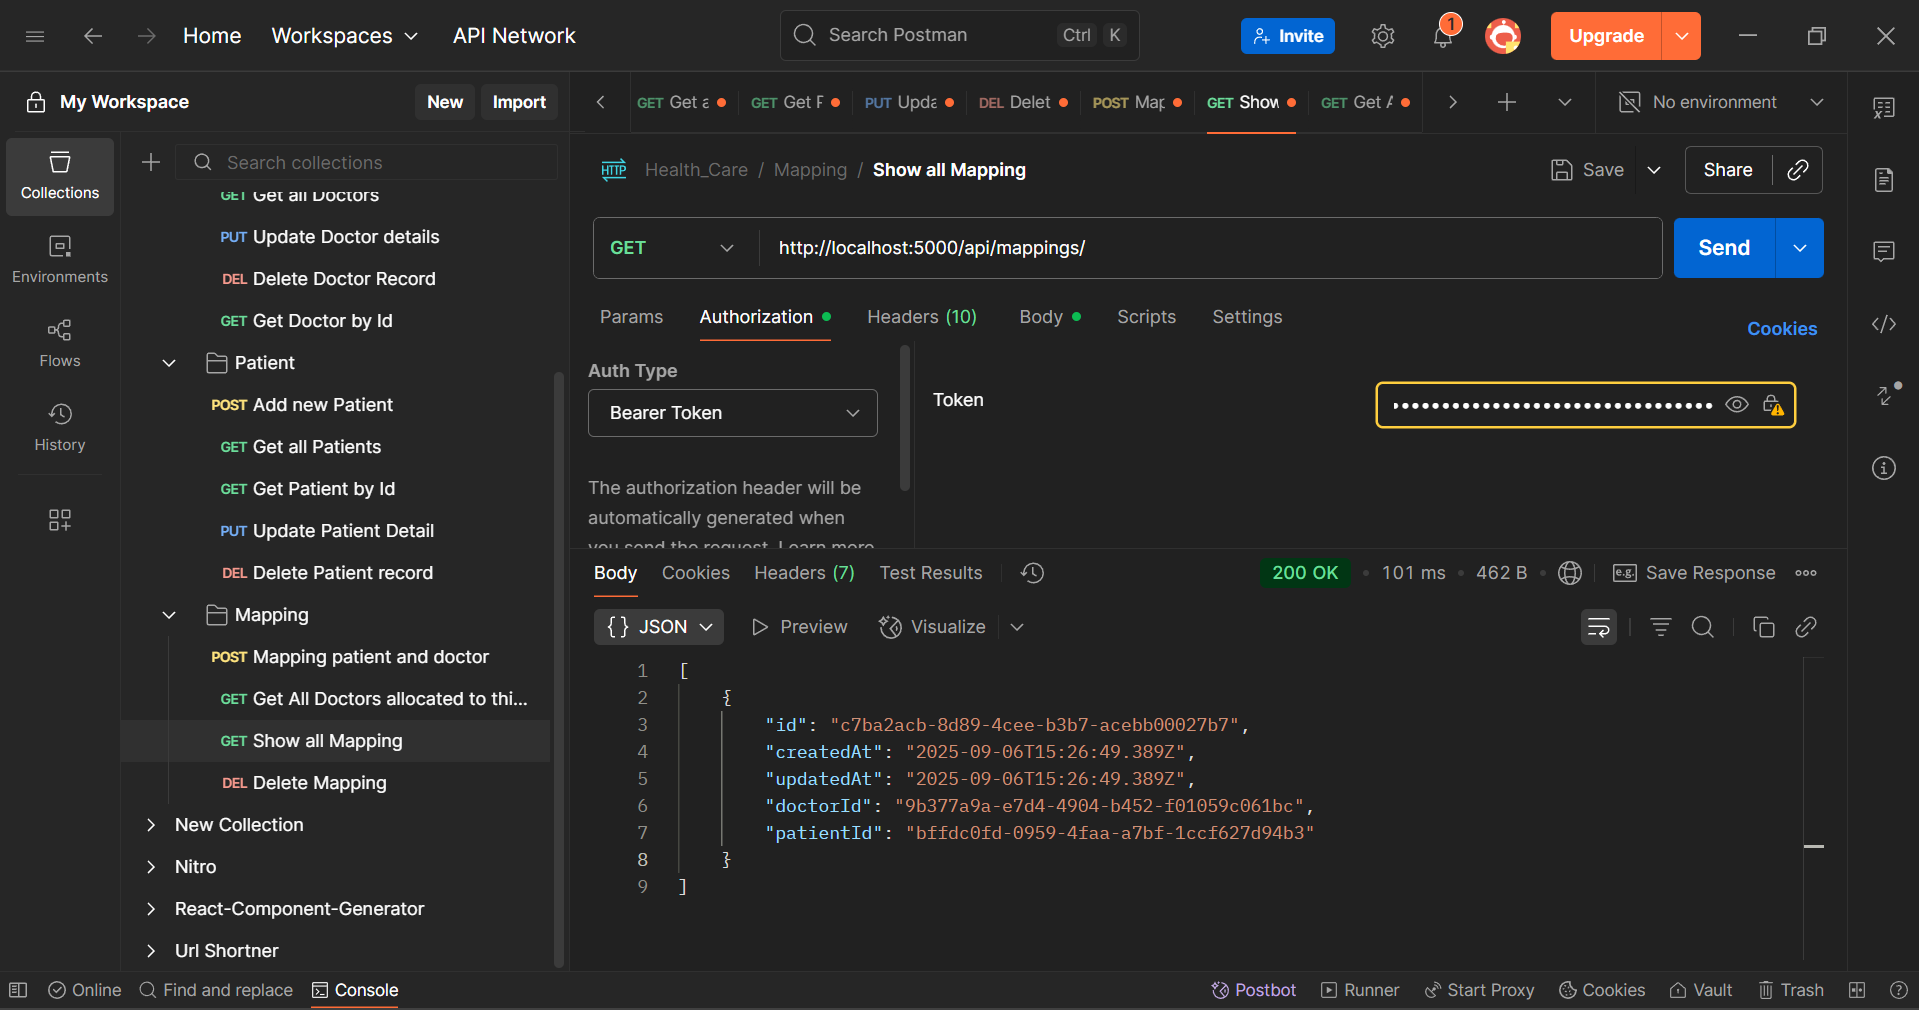 Home Workspaces API Network Search Postman Ctrl K Invite 1 Upgrade
My Workspace New Import
GET Get a GET Get F PUT Upda DEL Delet POST Map GET Show GET Get A No environment
Collections
Environments
Flows
History
Search collections
GET Get all Doctors
PUT Update Doctor details
DEL Delete Doctor Record
GET Get Doctor by Id
Patient
POST Add new Patient
GET Get all Patients
GET Get Patient by Id
PUT Update Patient Detail
DEL Delete Patient record
Mapping
POST Mapping patient and doctor
GET Get All Doctors allocated to thi...
GET Show all Mapping
DEL Delete Mapping
New Collection
Nitro
React-Component-Generator
Url Shortner
HTTP Health_Care / Mapping / Show all Mapping Save Share
GET http://localhost:5000/api/mappings/ Send
Params Authorization Headers (10) Body Scripts Settings Cookies
Auth Type
Bearer Token
Token
The authorization header will be
automatically generated when
you send the request. Learn more
Body Cookies Headers (7) Test Results 200 OK • 101 ms • 462 B • e.g. Save Response
{} JSON Preview Visualize
1 [
2 {
3 "id": "c7ba2acb-8d89-4cee-b3b7-acebb00027b7",
4 "createdAt": "2025-09-06T15:26:49.389Z",
5 "updatedAt": "2025-09-06T15:26:49.389Z",
6 "doctorId": "9b377a9a-e7d4-4904-b452-f01059c061bc",
7 "patientId": "bffdc0fd-0959-4faa-a7bf-1ccf627d94b3"
8 }
9 ]
Online Find and replace Console Postbot Runner Start Proxy Cookies Vault Trash